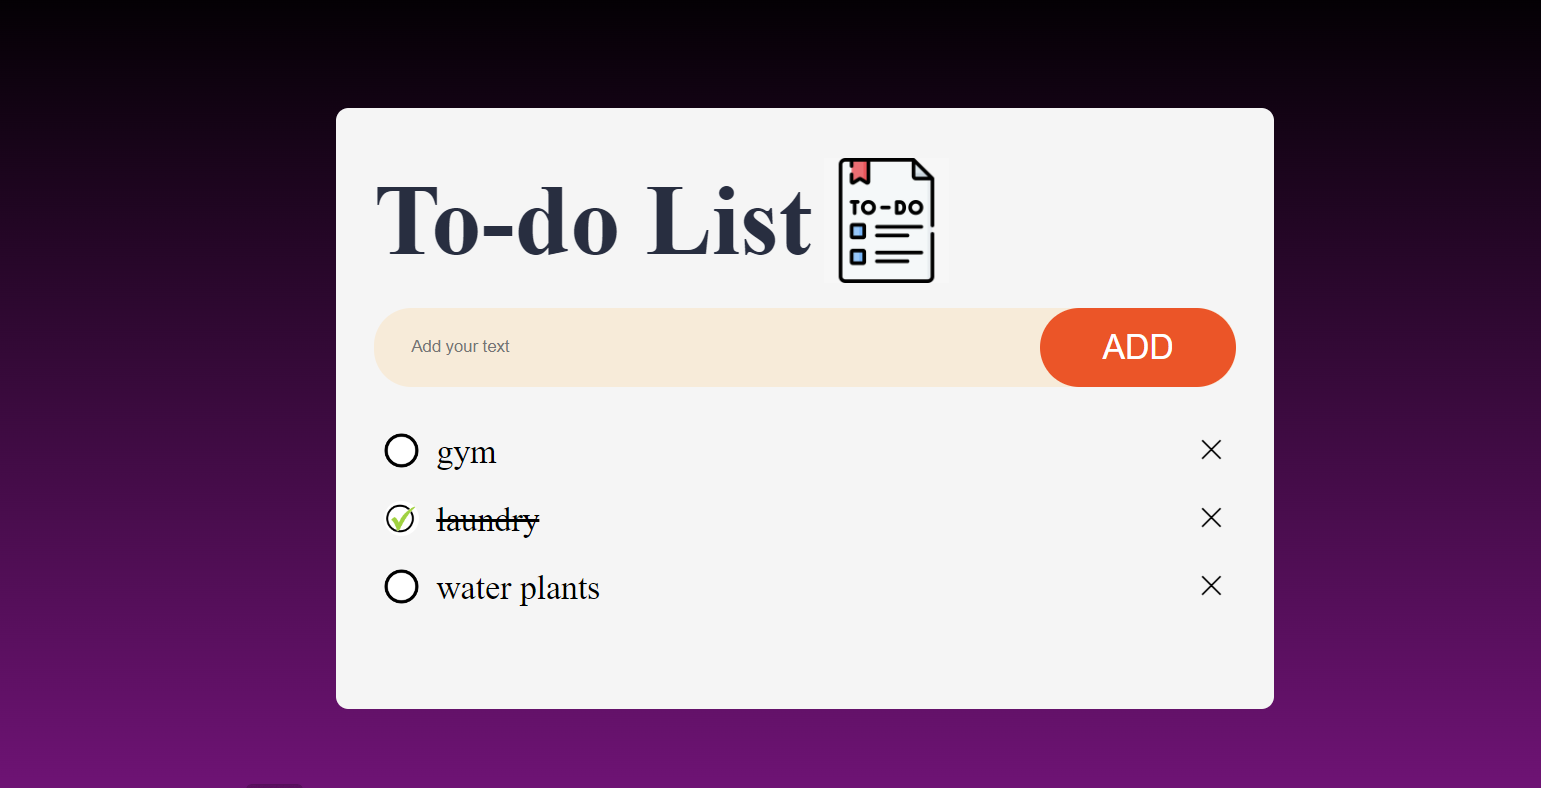 To-do List
TO-DO
Add your text
ADD
gym
laundry
water plants